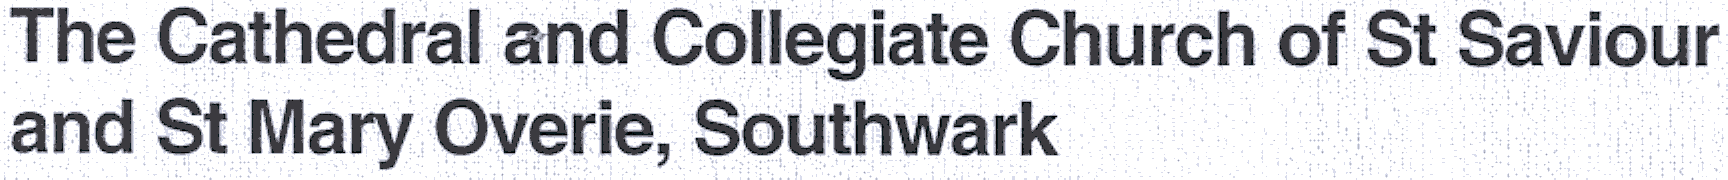 The Cathedral and Collegiate Church of St Saviour
and St Mary Overie, Southwark